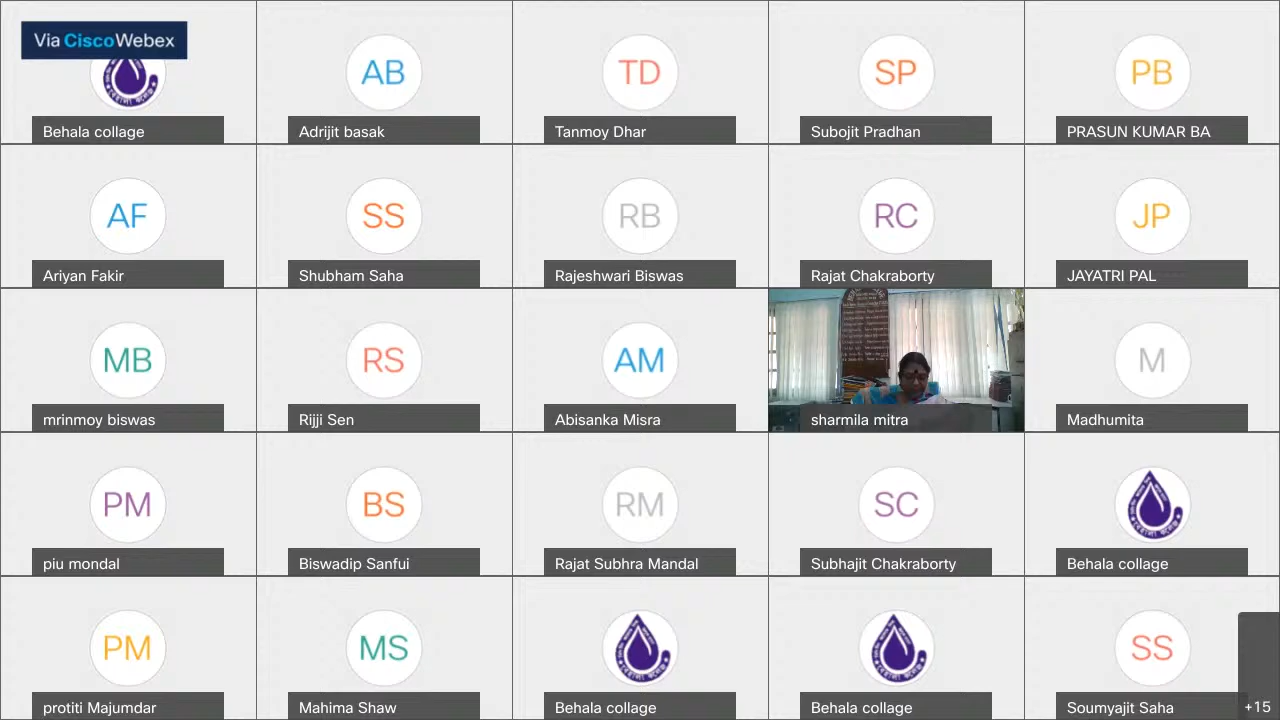 Via Cisco Webex
Behala collage
AB
Adrijit basak
TD
Tanmoy Dhar
SP
Subojit Pradhan
PB
PRASUN KUMAR BA
AF
Ariyan Fakir
SS
Shubham Saha
RB
Rajeshwari Biswas
RC
Rajat Chakraborty
JP
JAYATRI PAL
MB
mrinmoy biswas
RS
Rijji Sen
AM
Abisanka Misra
sharmila mitra
M
Madhumita
PM
piu mondal
BS
Biswadip Sanfui
RM
Rajat Subhra Mandal
SC
Subhajit Chakraborty
Behala collage
PM
protiti Majumdar
MS
Mahima Shaw
Behala collage
Behala collage
SS
Soumyajit Saha
+15